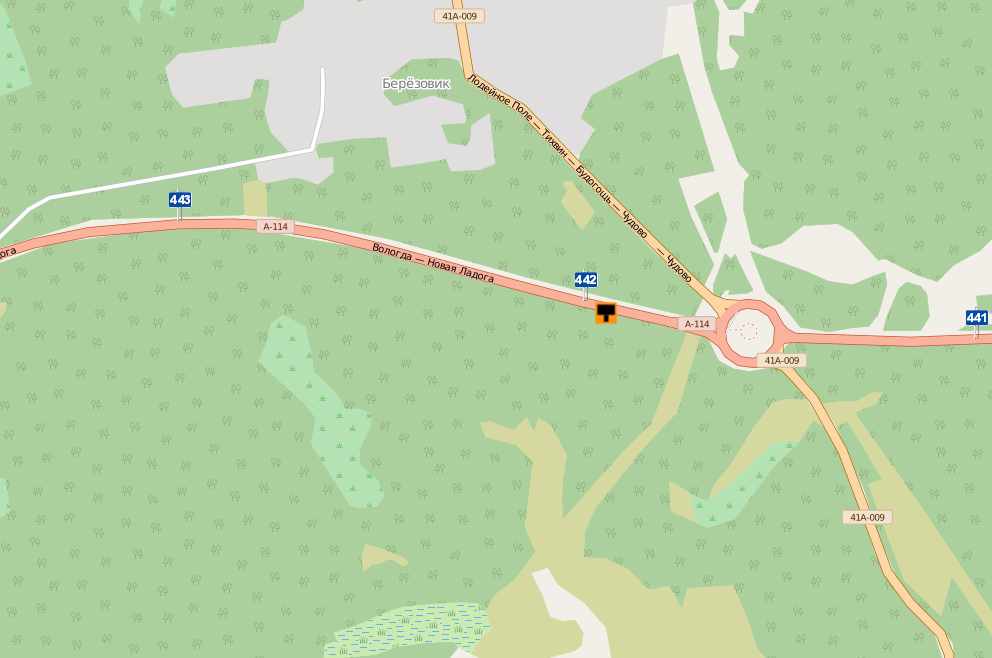 41A-009
Берёзовик
Лодейное Поле — Тихвин — Будогощь — Чудово — Чудово
443
A-114
ога
Вологда — Новая Ладога
442
A-114
441
41A-009
41A-009